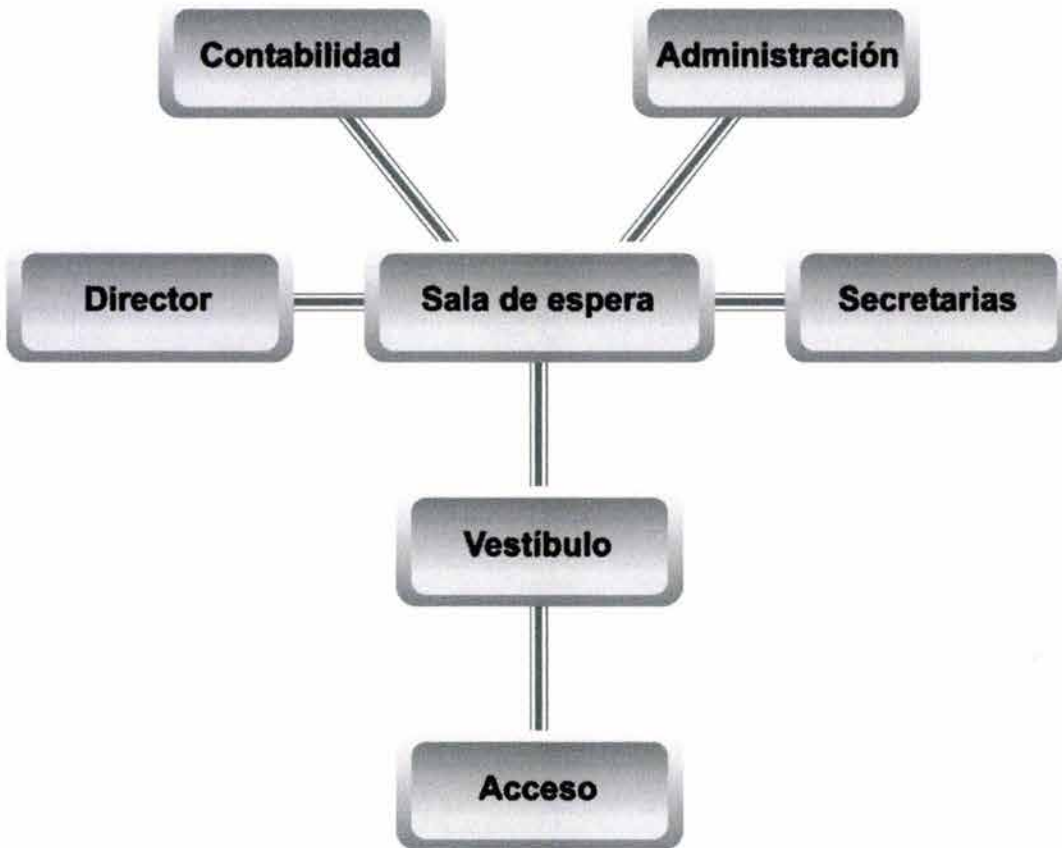 Contabilidad
Administración
Director
Sala de espera
Secretarias
Vestíbulo
Acceso